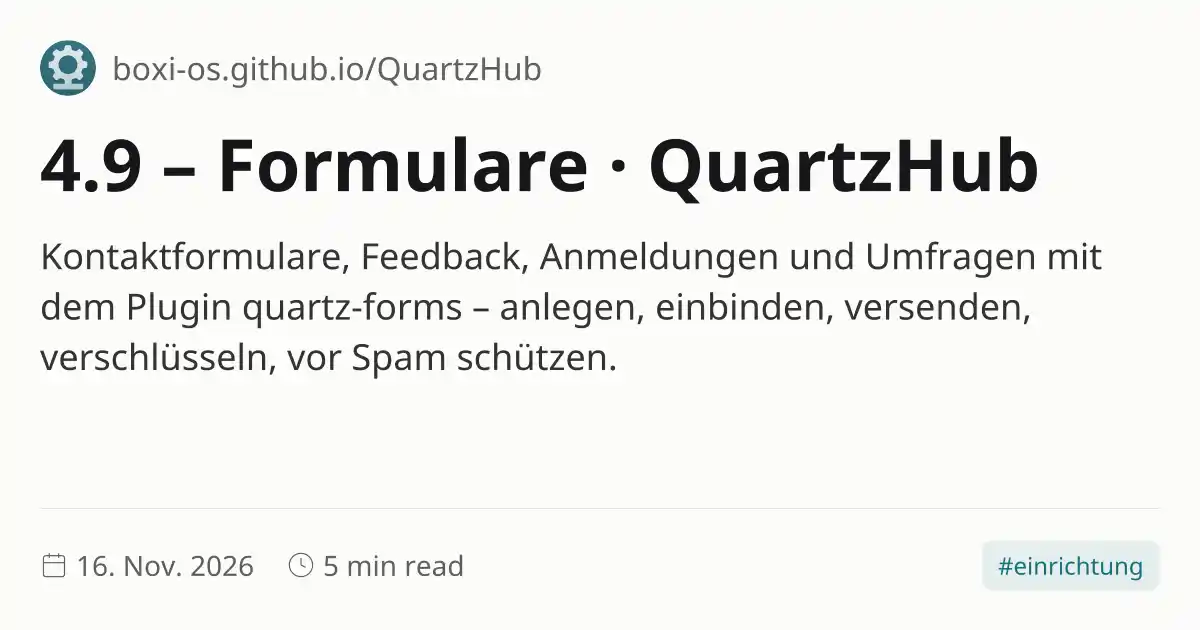 boxi-os.github.io/QuartzHub
4.9 – Formulare · QuartzHub
Kontaktformulare, Feedback, Anmeldungen und Umfragen mit
dem Plugin quartz-forms – anlegen, einbinden, versenden,
verschlüsseln, vor Spam schützen.
16. Nov. 2026 5 min read #einrichtung